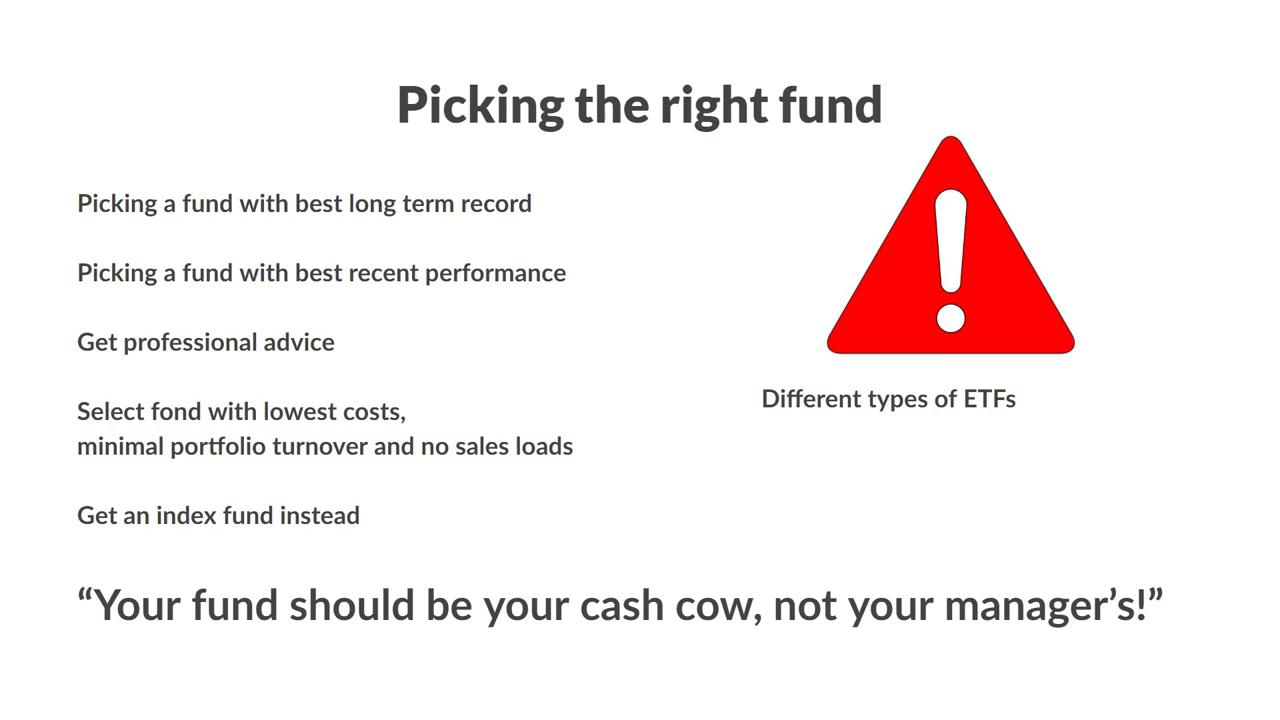 Picking the right fund
Picking a fund with best long term record
Picking a fund with best recent performance
Get professional advice
Select fond with lowest costs,
minimal portfolio turnover and no sales loads
Get an index fund instead
Different types of ETFs
“Your fund should be your cash cow, not your manager’s!”